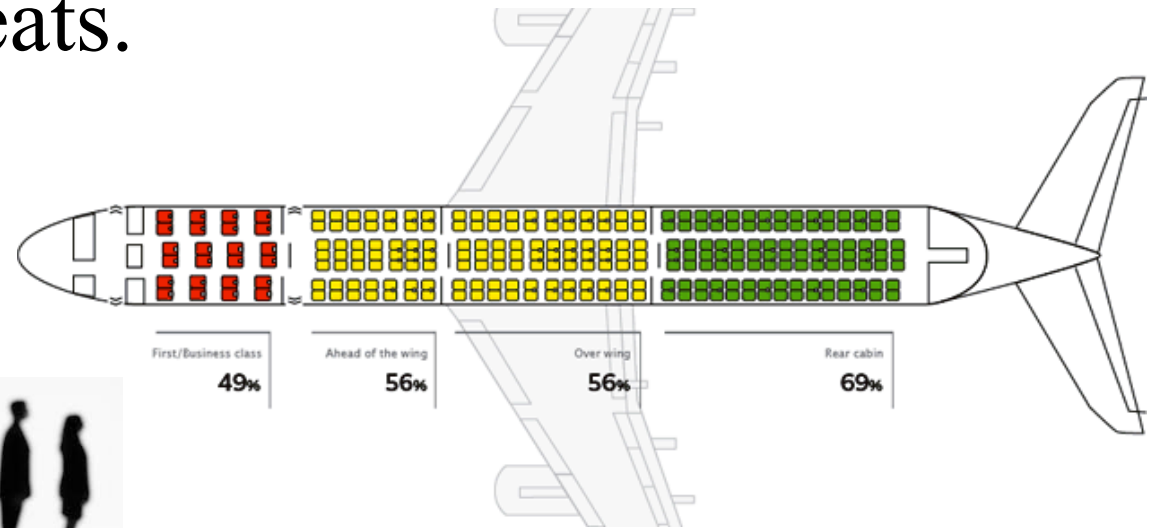 eats.
First/Business class
49%
Ahead of the wing
56%
Over wing
56%
Rear cabin
69%